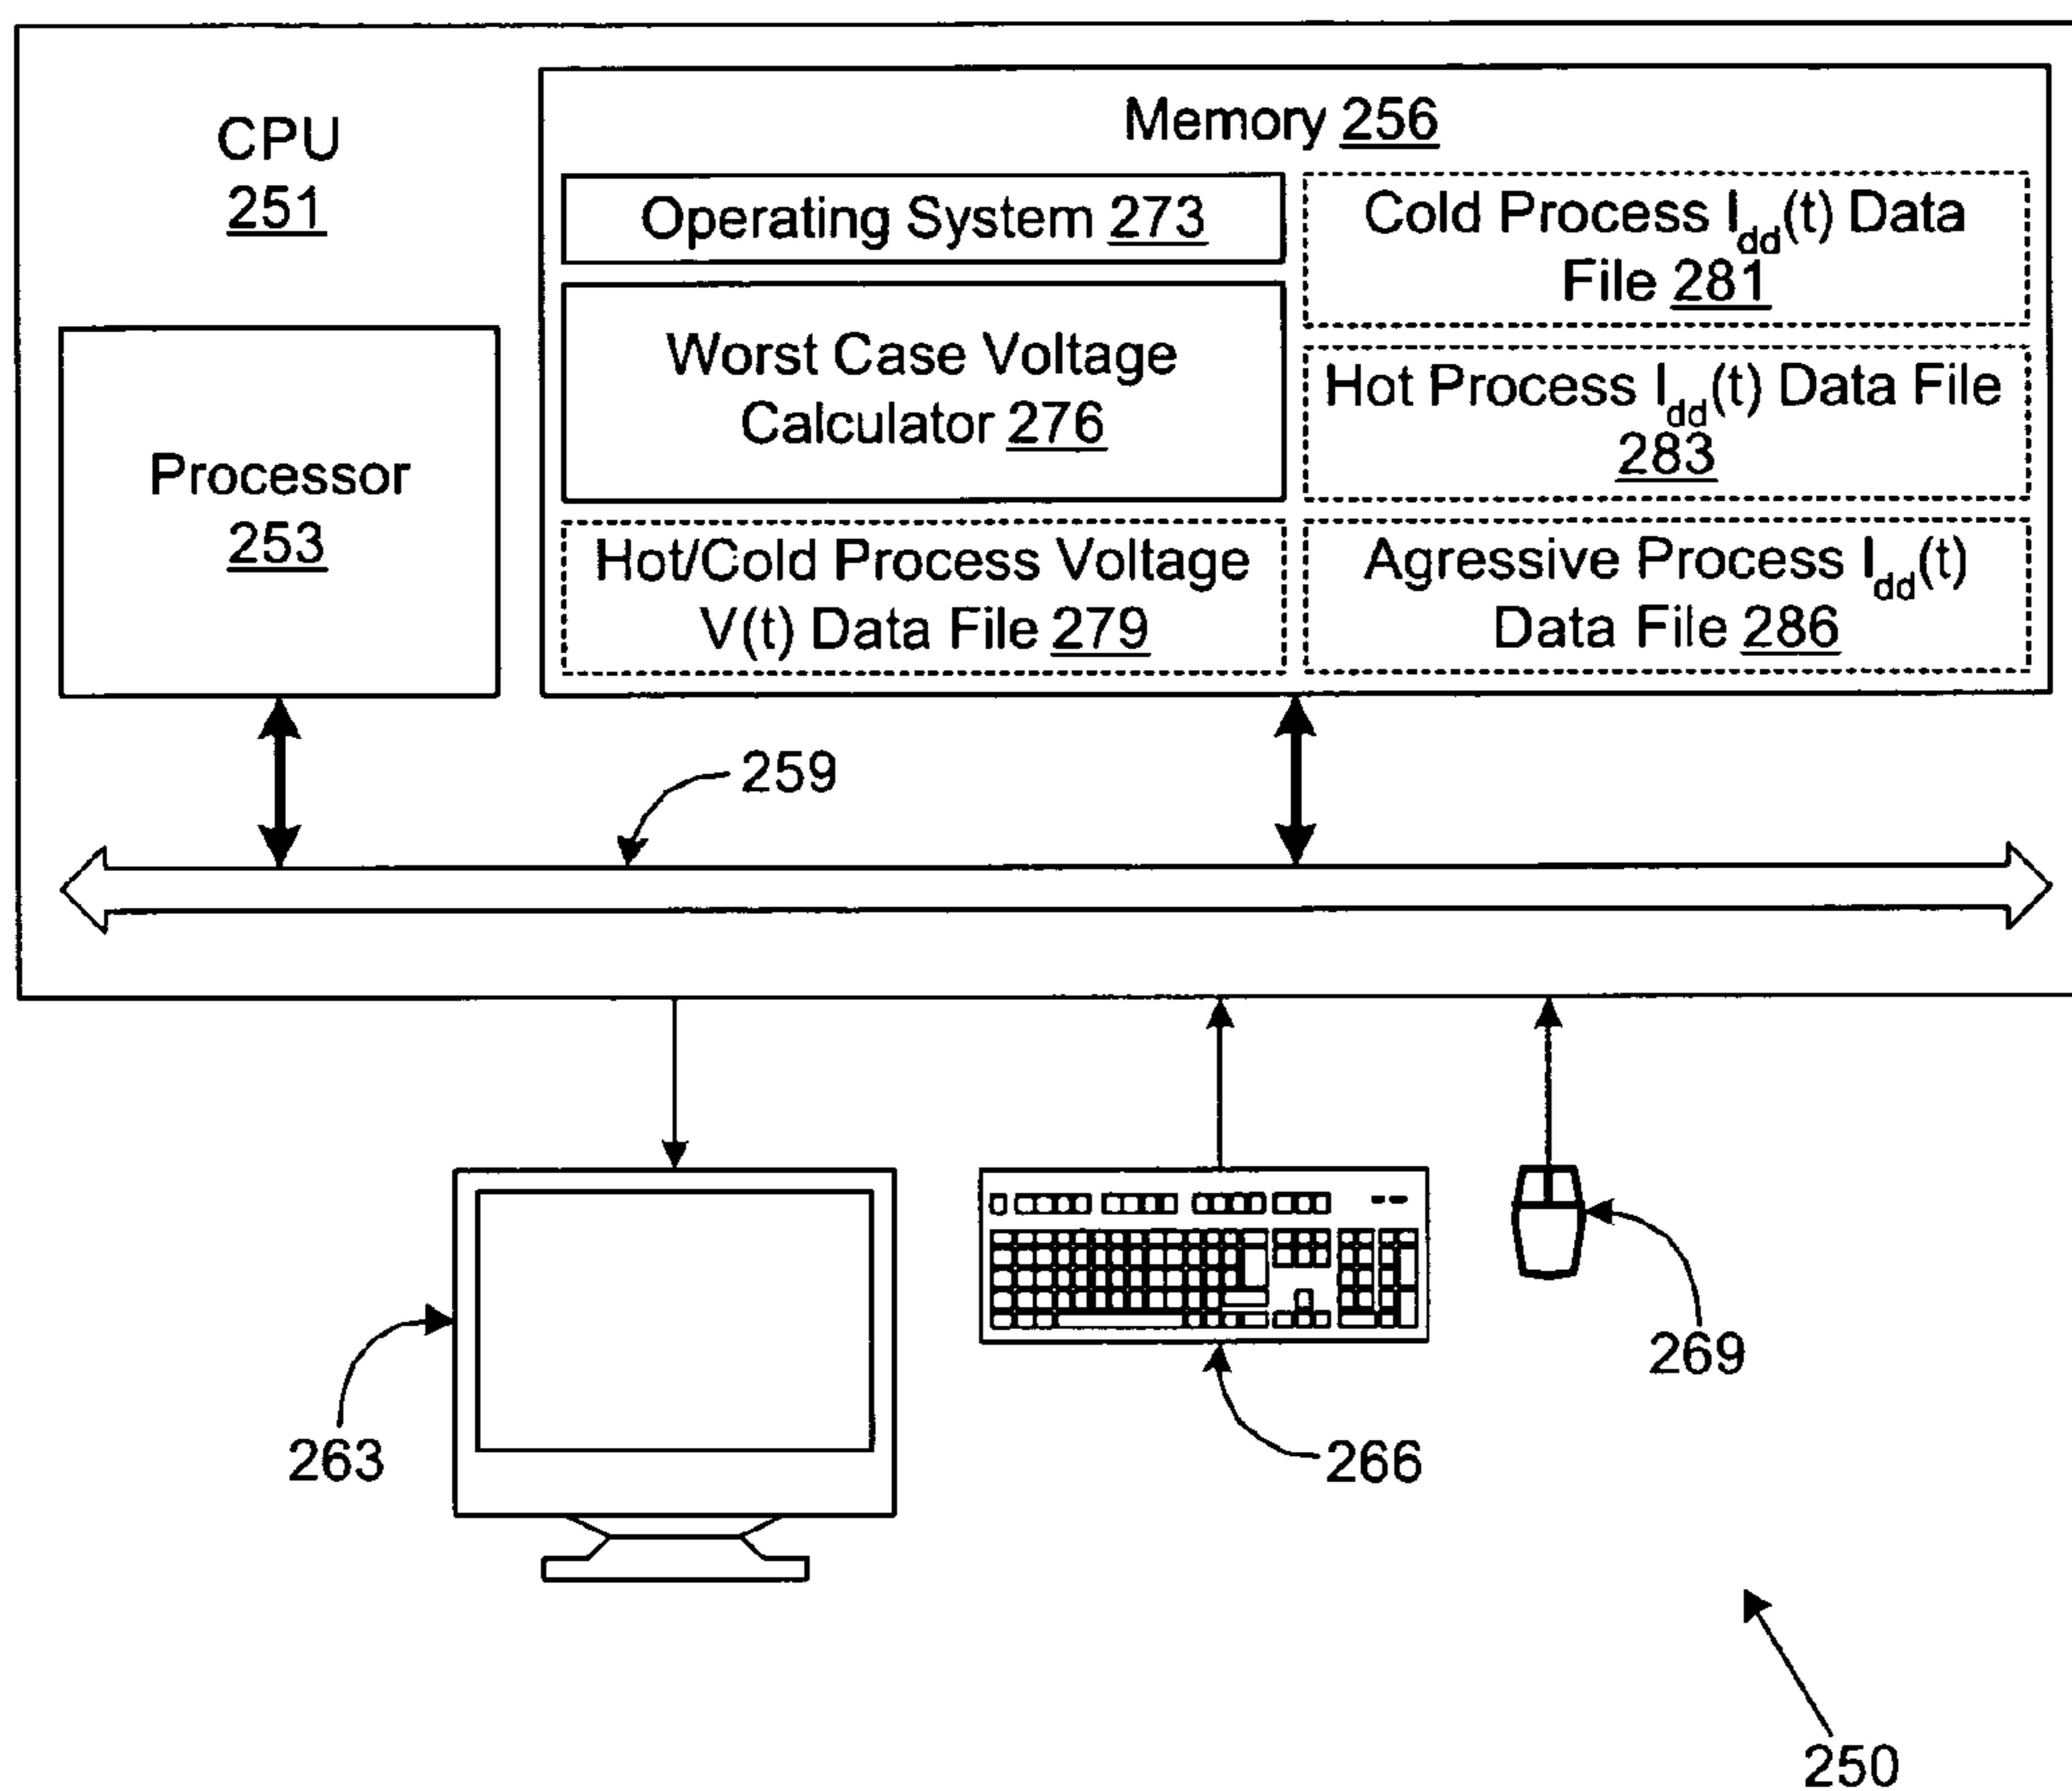 CPU
251
Memory 256
Operating System 273
Worst Case Voltage
Calculator 276
Hot/Cold Process Voltage
V(t) Data File 279
Cold Process Idd(t) Data
File 281
Hot Process Idd(t) Data File
283
Agressive Process Idd(t)
Data File 286
Processor
253
259
263
266
269
250